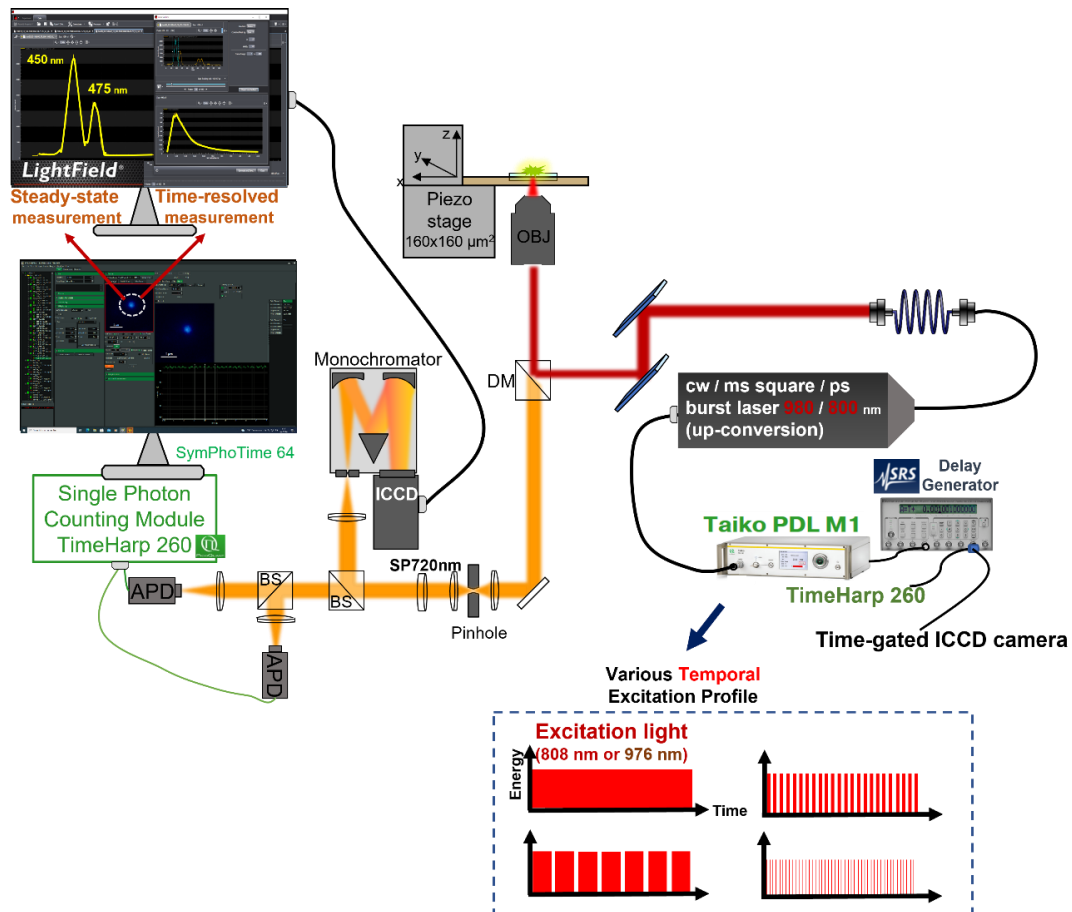 450 nm
475 nm
LightField®
Steady-state
measurement
Time-resolved
measurement
SymPhoTime 64
Single Photon
Counting Module
TimeHarp 260
z
y
x
Piezo
stage
160x160 µm²
OBJ
Monochromator
ICCD
DM
cw / ms square / ps
burst laser 980 / 800 nm
(up-conversion)
SRS
Delay
Generator
Taiko PDL M1
TimeHarp 260
Time-gated ICCD camera
SP720nm
APD
BS
BS
Pinhole
APD
Various Temporal
Excitation Profile
Excitation light
(808 nm or 976 nm)
Energy
Time